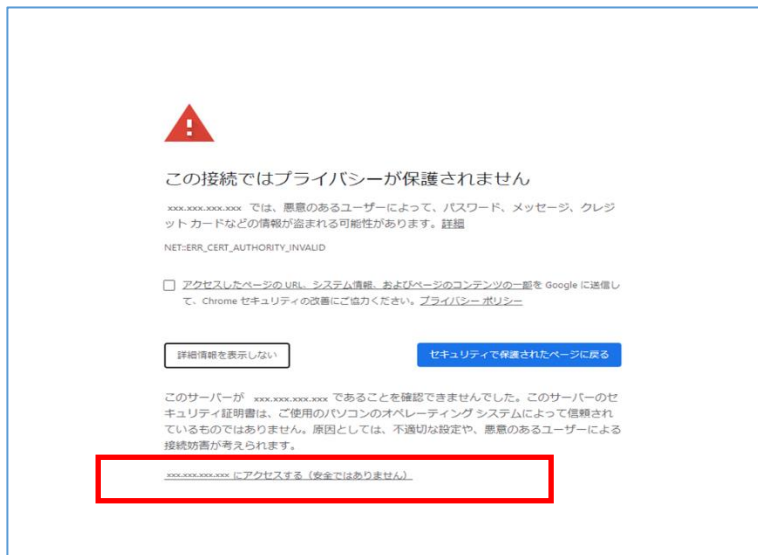 この接続ではプライバシーが保護されません
xxx.xxx.xxx.xxx では、悪意のあるユーザーによって、パスワード、メッセージ、クレジ
ット カードなどの情報が盗まれる可能性があります。詳細
NET::ERR_CERT_AUTHORITY_INVALID
アクセスしたページの URL、システム情報、およびページのコンテンツの一部を Google に送信し
て、Chrome セキュリティの改善にご協力ください。プライバシー ポリシー
詳細情報を表示しない
セキュリティで保護されたページに戻る
このサーバーが xxx.xxx.xxx.xxx であることを確認できませんでした。このサーバーのセ
キュリティ証明書は、ご使用のパソコンのオペレーティング システムによって信頼され
ているものではありません。原因としては、不適切な設定や、悪意のあるユーザーによる
接続妨害が考えられます。
xxx.xxx.xxx.xxx にアクセスする（安全ではありません）